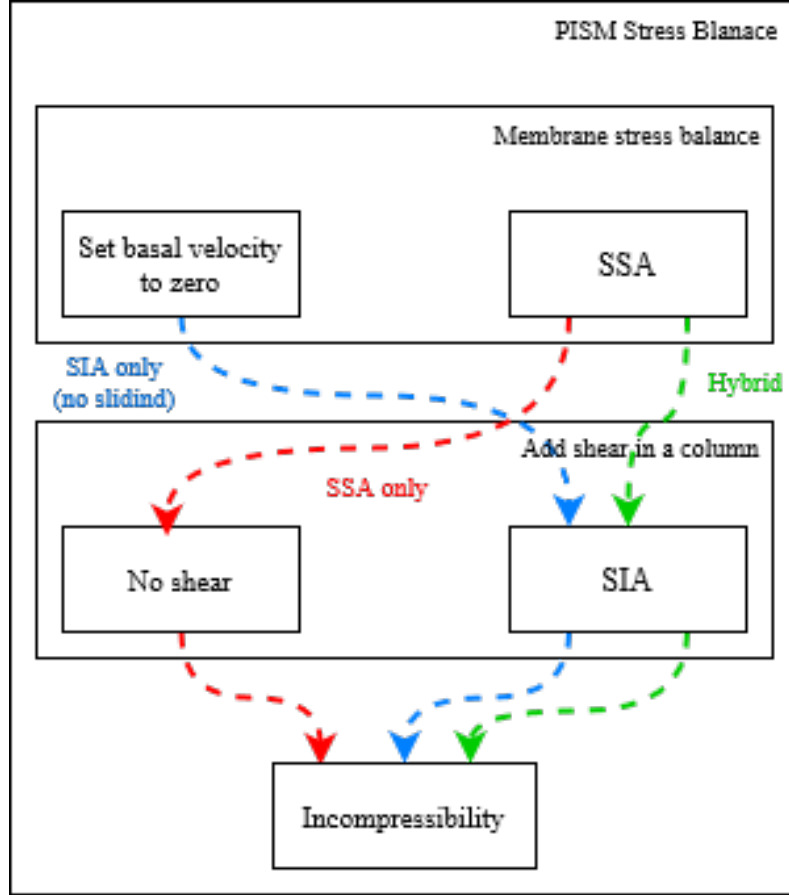 PISM Stress Blanace
Membrane stress balance
Set basal velocity
to zero
SSA
SIA only
(no slidind)
Hybrid
Add shear in a column
SSA only
No shear
SIA
Incompressibility